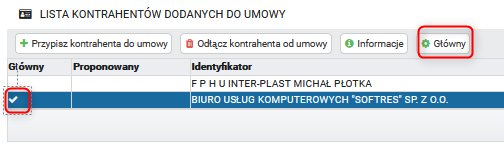 LISTA KONTRAHENTÓW DODANYCH DO UMOWY
Przypisz kontrahenta do umowy Odłącz kontrahenta od umowy Informacje Główny
Główny Proponowany Identyfikator
F P H U INTER-PLAST MICHAŁ PŁOTKA
BIURO USŁUG KOMPUTEROWYCH "SOFTRES" SP. Z O.O.